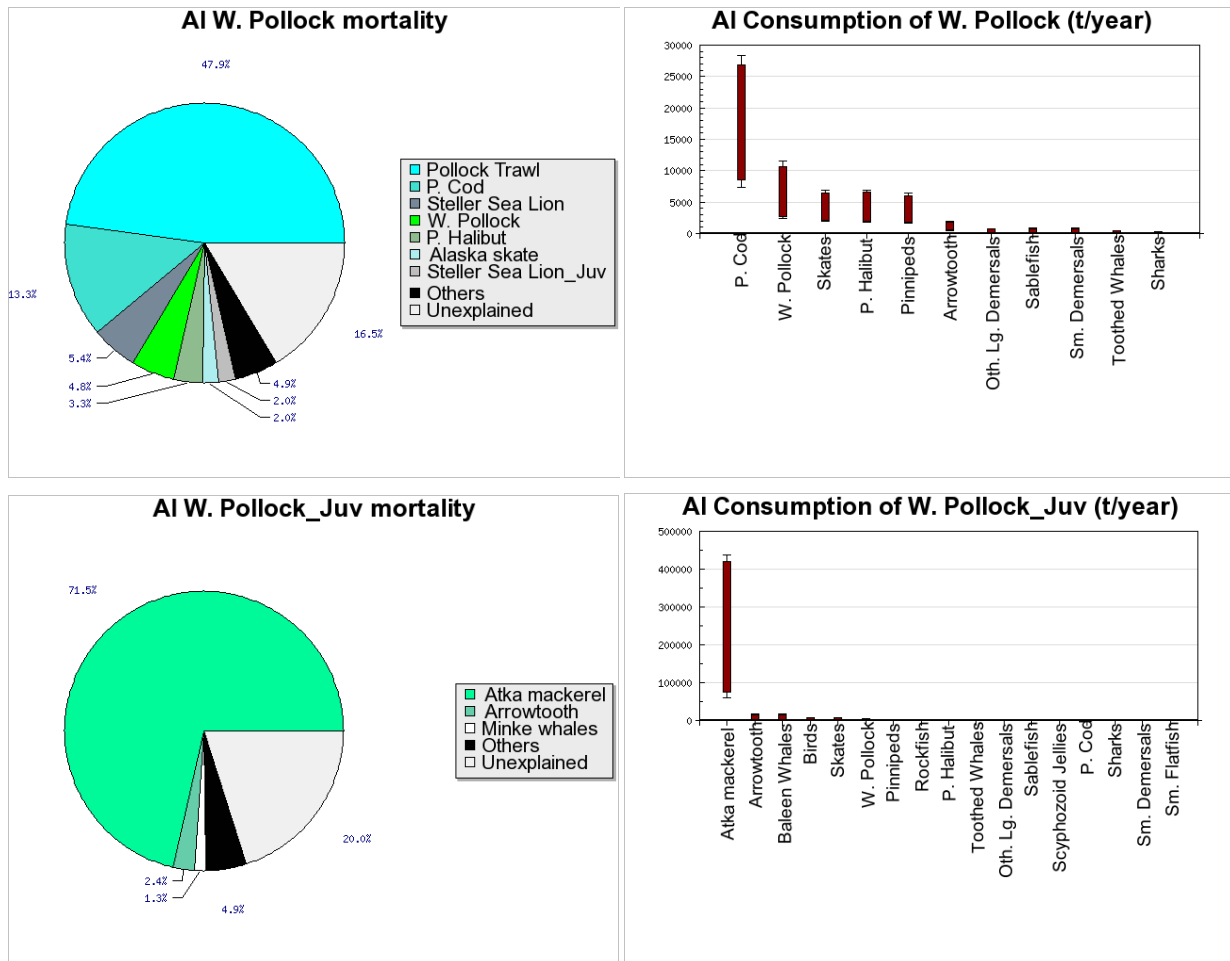 AI W. Pollock mortality
47.9%
13.3%
5.4%
4.8%
3.3%
2.0%
2.0%
4.9%
16.5%
Pollock Trawl
P. Cod
Steller Sea Lion
W. Pollock
P. Halibut
Alaska skate
Steller Sea Lion_Juv
Others
Unexplained
AI Consumption of W. Pollock (t/year)
30000
25000
20000
15000
10000
5000
0
P. Cod
W. Pollock
Skates
P. Halibut
Pinnipeds
Arrowtooth
Oth. Lg. Demersals
Sablefish
Sm. Demersals
Toothed Whales
Sharks
AI W. Pollock_Juv mortality
71.5%
2.4%
1.3%
4.9%
20.0%
Atka mackerel
Arrowtooth
Minke whales
Others
Unexplained
AI Consumption of W. Pollock_Juv (t/year)
500000
400000
300000
200000
100000
0
Atka mackerel
Arrowtooth
Baleen Whales
Birds
Skates
W. Pollock
Pinnipeds
Rockfish
P. Halibut
Toothed Whales
Oth. Lg. Demersals
Sablefish
Scyphozoid Jellies
P. Cod
Sharks
Sm. Demersals
Sm. Flatfish